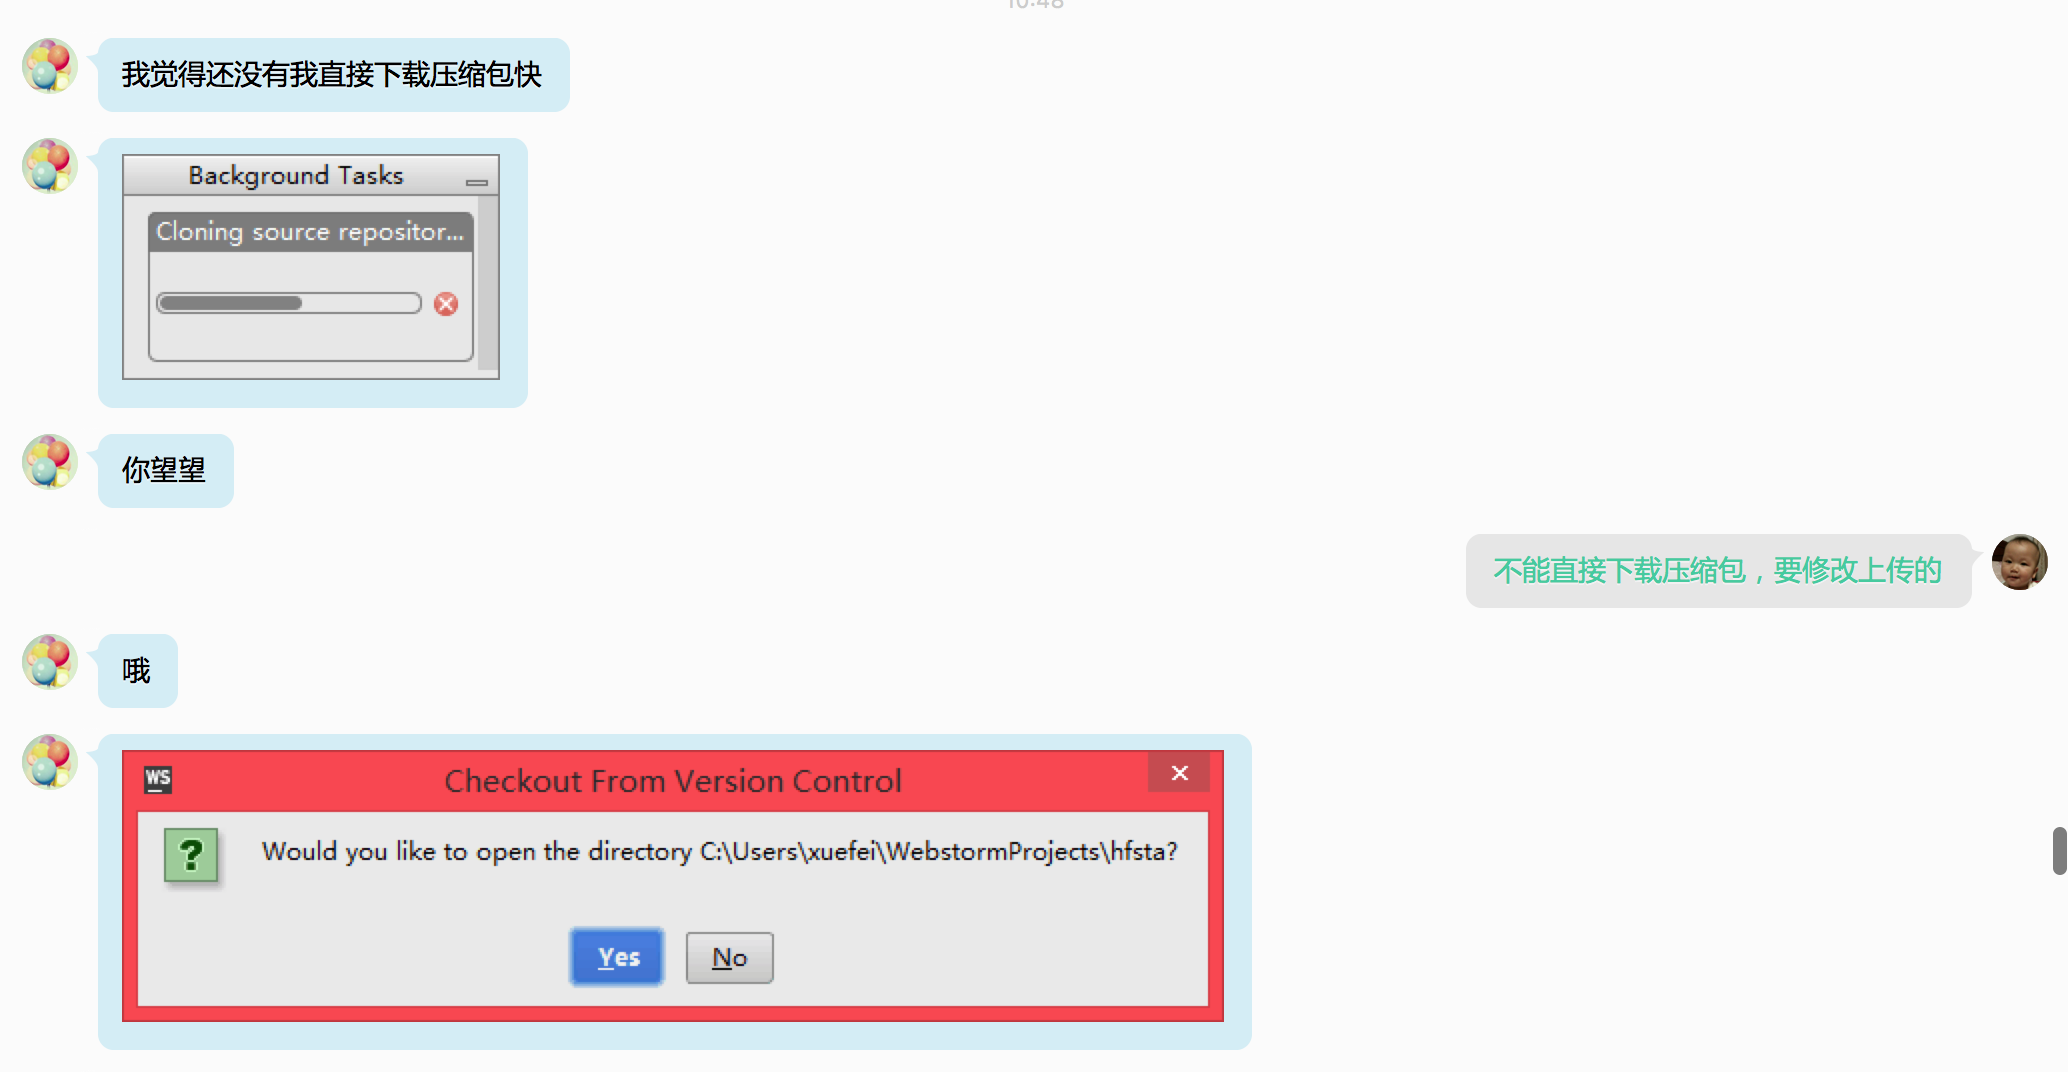 10:48
我觉得还没有我直接下载压缩包快
Background Tasks
Cloning source repositor...
你望望
不能直接下载压缩包，要修改上传的
哦
WS
Checkout From Version Control
?
Would you like to open the directory C:\Users\xuefei\WebstormProjects\hfsta?
Yes No